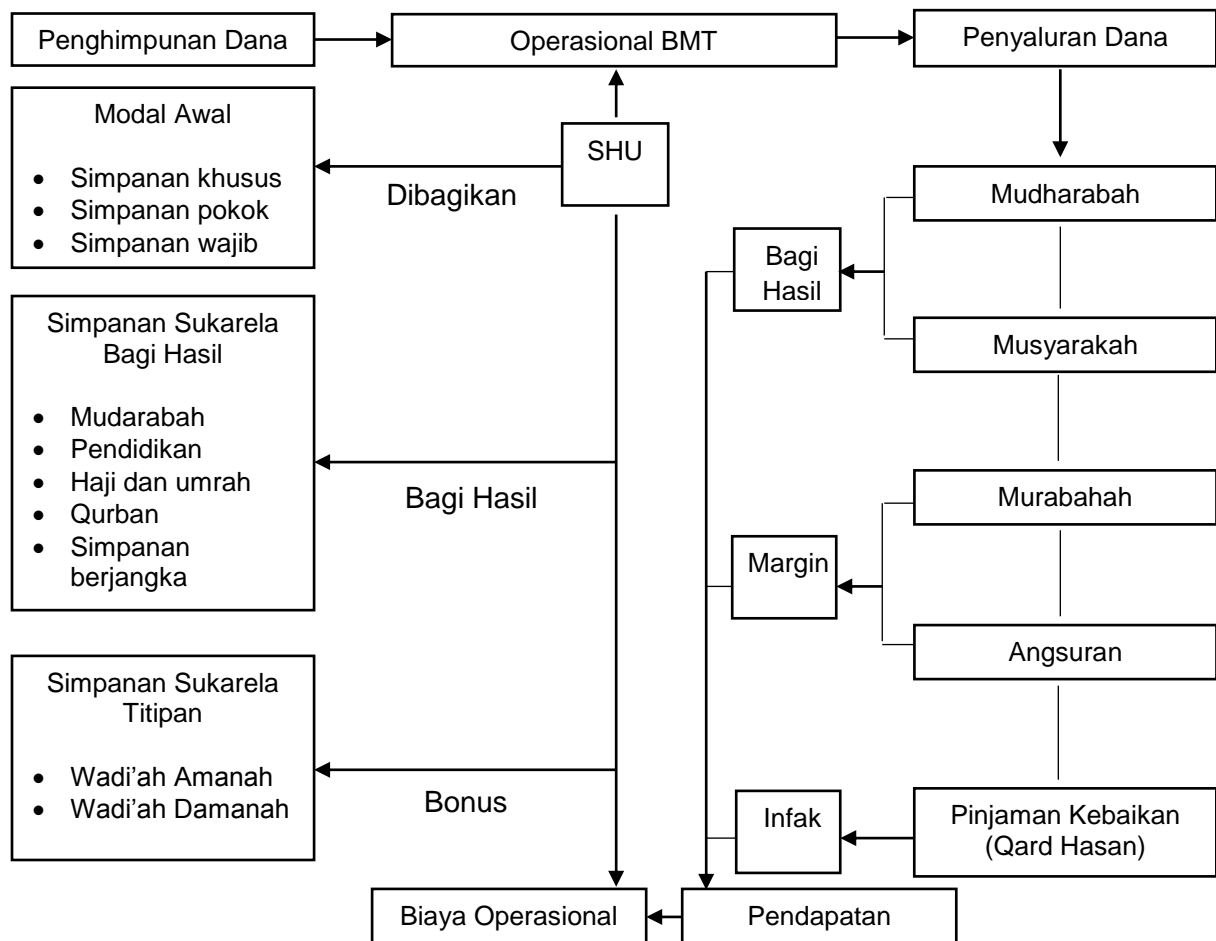 Penghimpunan Dana
Operasional BMT
Penyaluran Dana
Modal Awal
• Simpanan khusus
• Simpanan pokok
• Simpanan wajib
SHU
Dibagikan
Mudharabah
Bagi
Hasil
Musyarakah
Simpanan Sukarela
Bagi Hasil
• Mudarabah
• Pendidikan
• Haji dan umrah
• Qurban
• Simpanan
berjangka
Bagi Hasil
Murabahah
Margin
Angsuran
Simpanan Sukarela
Titipan
• Wadi’ah Amanah
• Wadi’ah Damanah
Bonus
Infak
Pinjaman Kebaikan
(Qard Hasan)
Biaya Operasional
Pendapatan